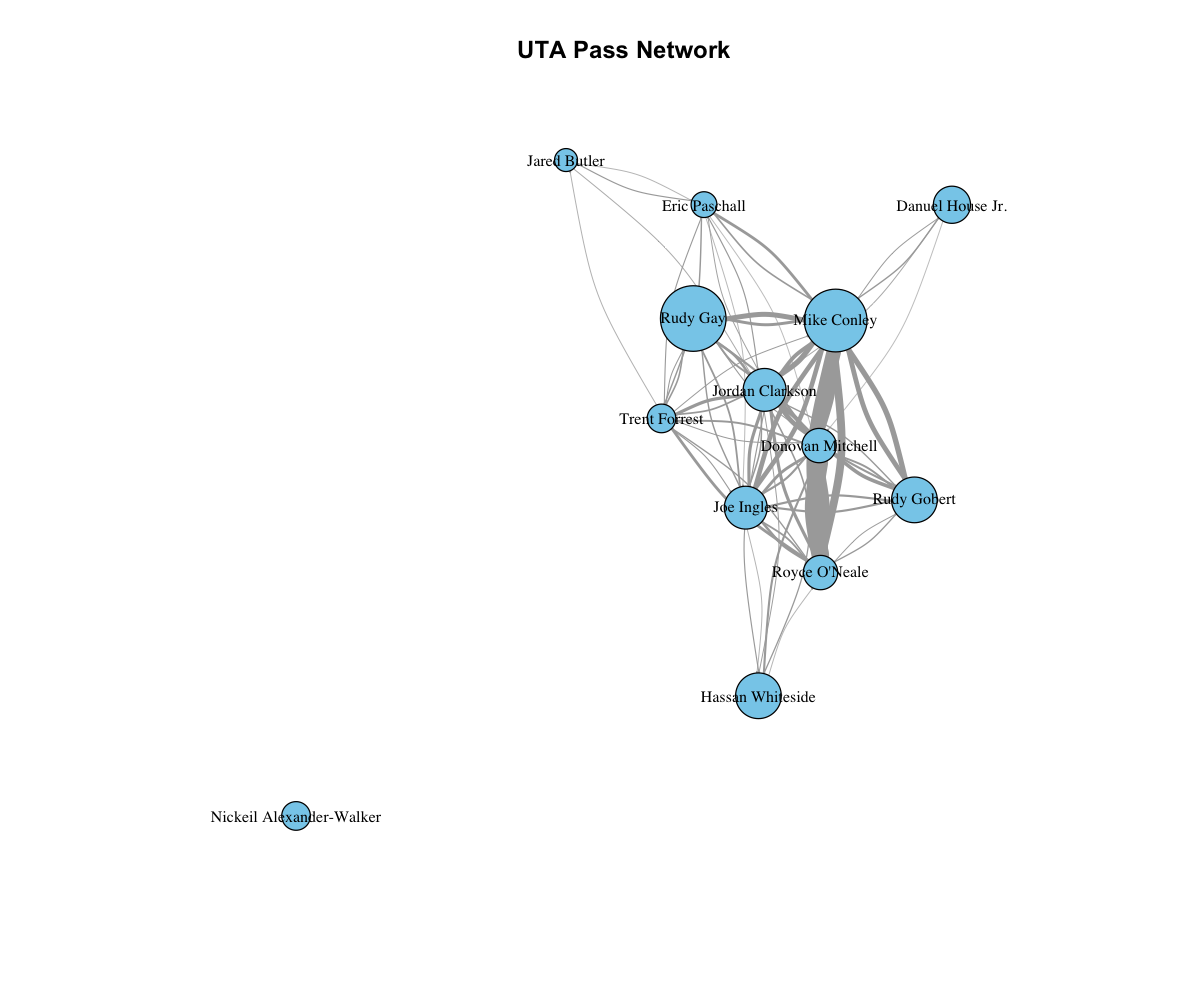 UTA Pass Network
Jared Butler
Eric Paschall
Danuel House Jr.
Rudy Gay
Mike Conley
Jordan Clarkson
Trent Forrest
Donovan Mitchell
Rudy Gobert
Joe Ingles
Royce O'Neale
Hassan Whiteside
Nickeil Alexander-Walker